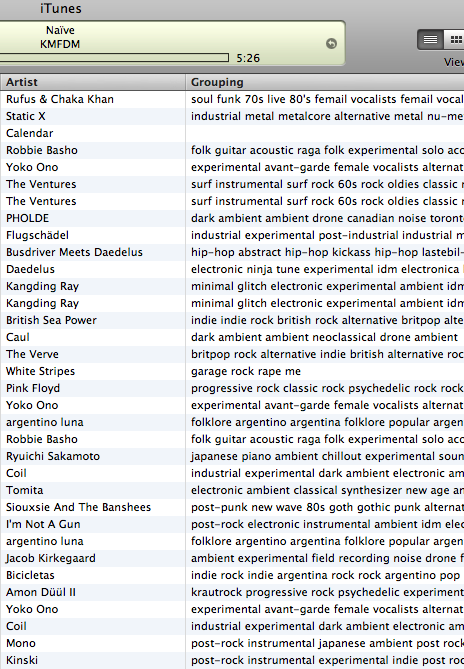 iTunes
Naïve
KMFDM
5:26
View
Artist Grouping
Rufus & Chaka Khan soul funk 70s live 80's femail vocalists femail vocal
Static X industrial metal metalcore alternative metal nu-me
Calendar
Robbie Basho folk guitar acoustic raga folk experimental solo aco
Yoko Ono experimental avant-garde female vocalists alternat
The Ventures surf instrumental surf rock 60s rock oldies classic r
The Ventures surf instrumental surf rock 60s rock oldies classic r
PHOLDE dark ambient ambient drone canadian noise toront
Flugschädel industrial experimental post-industrial industrial m
Busdriver Meets Daedelus hip-hop abstract hip-hop kickass hip-hop lastebil-
Daedelus electronic ninja tune experimental idm electronica
Kangding Ray minimal glitch electronic experimental ambient idm
Kangding Ray minimal glitch electronic experimental ambient idm
British Sea Power indie indie rock british rock alternative britpop alte
Caul dark ambient ambient neoclassical drone ambient
The Verve britpop rock alternative indie british alternative roc
White Stripes garage rock rape me
Pink Floyd progressive rock classic rock psychedelic rock rock
Yoko Ono experimental avant-garde female vocalists alternat
argentino luna folklore argentino argentina folklore popular argen
Robbie Basho folk guitar acoustic raga folk experimental solo aco
Ryuichi Sakamoto japanese piano ambient chillout experimental soun
Coil industrial experimental dark ambient electronic am
Tomita electronic ambient classical synthesizer new age an
Siouxsie And The Banshees post-punk new wave 80s goth gothic punk alternat
I'm Not A Gun post-rock electronic instrumental ambient idm elec
argentino luna folklore argentino argentina folklore popular argen
Jacob Kirkegaard ambient experimental field recording noise drone f
Bicicletas indie rock indie argentina rock rock argentino pop
Amon Düül II krautrock progressive rock psychedelic experiment
Yoko Ono experimental avant-garde female vocalists alternat
Coil industrial experimental dark ambient electronic am
Mono post-rock instrumental japanese ambient post rock
Kinski post-rock instrumental experimental indie post roc